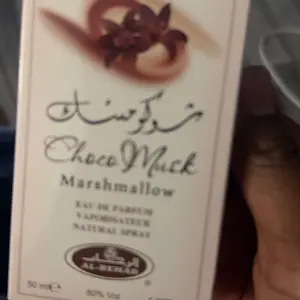 شوكو مسك
Choco Musk
Marshmallow
EAU DE PARFUM
VAPORISATEUR
NATURAL SPRAY
الرحاب
AL-REHAB
50 ml ℮
80% Vol